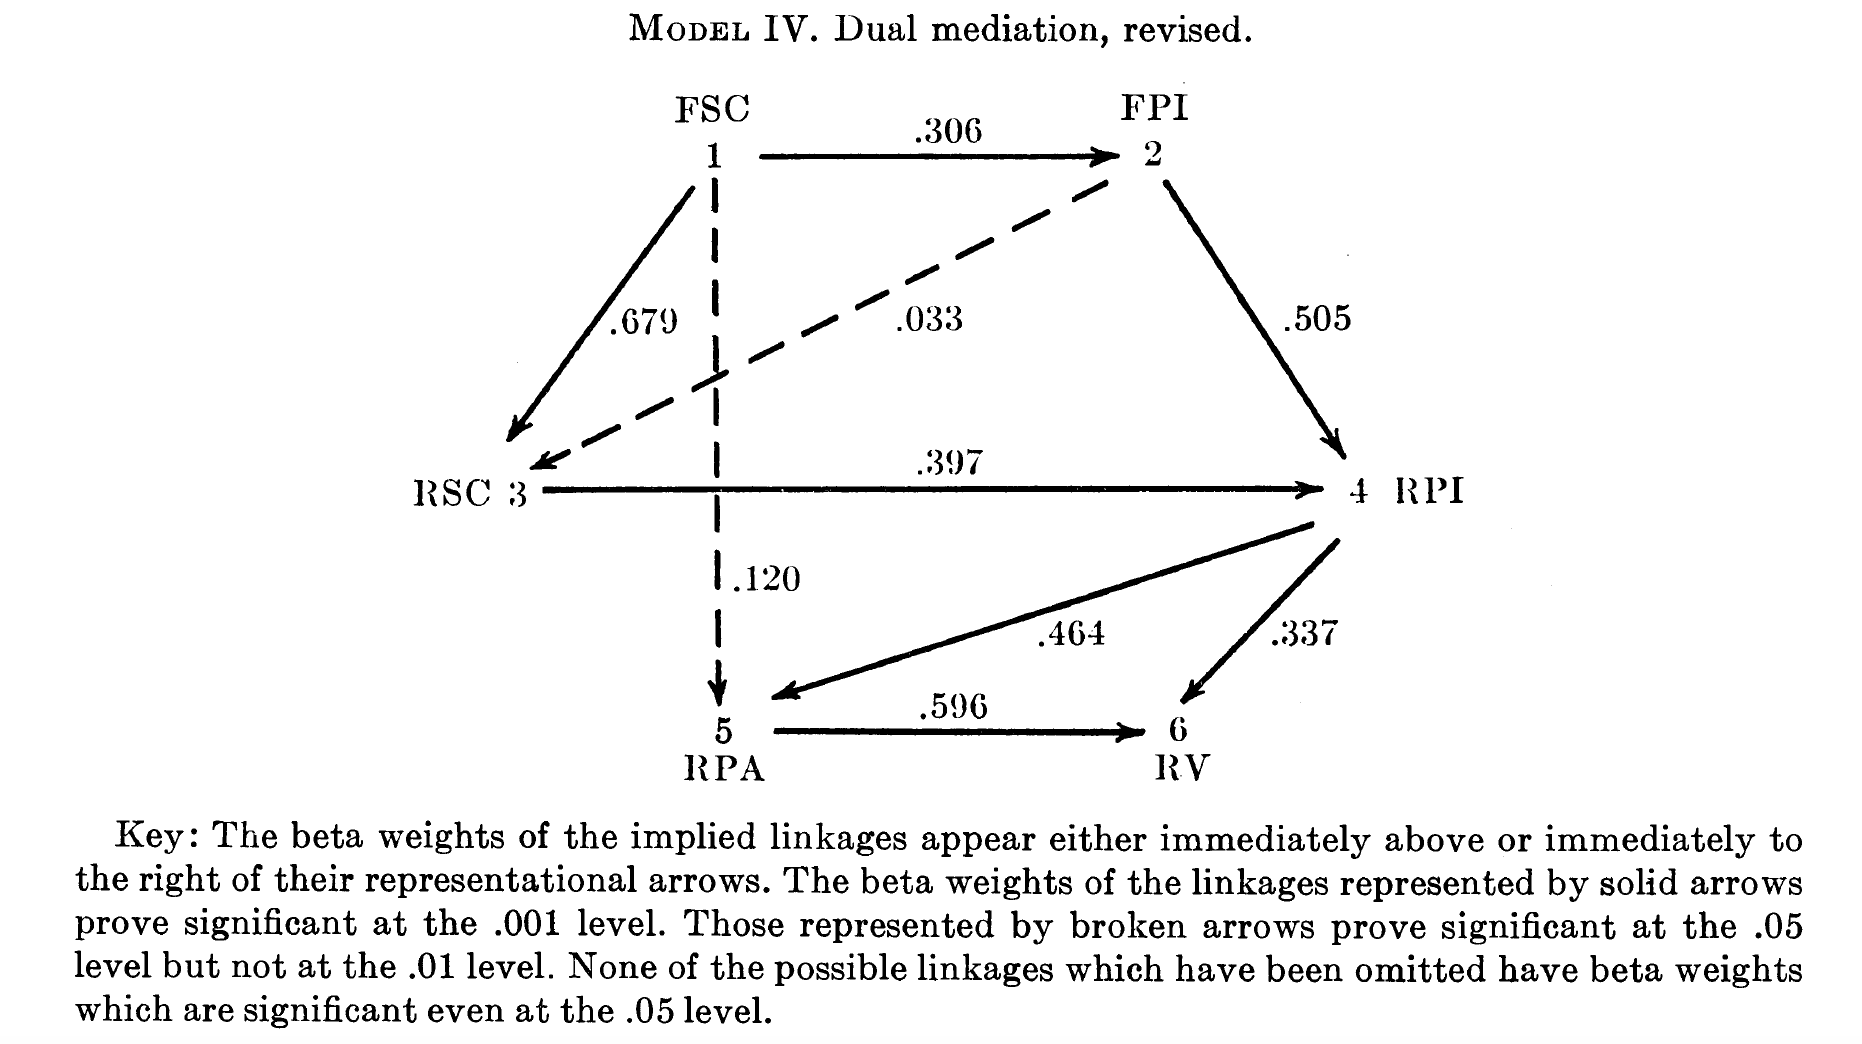 MODEL IV. Dual mediation, revised.
FSC FPI
.306
1 2
.679 .033 .505
.397
RSC 3 4 RPI
.120
.464 .337
.596
5 6
RPA RV
Key: The beta weights of the implied linkages appear either immediately above or immediately to
the right of their representational arrows. The beta weights of the linkages represented by solid arrows
prove significant at the .001 level. Those represented by broken arrows prove significant at the .05
level but not at the .01 level. None of the possible linkages which have been omitted have beta weights
which are significant even at the .05 level.